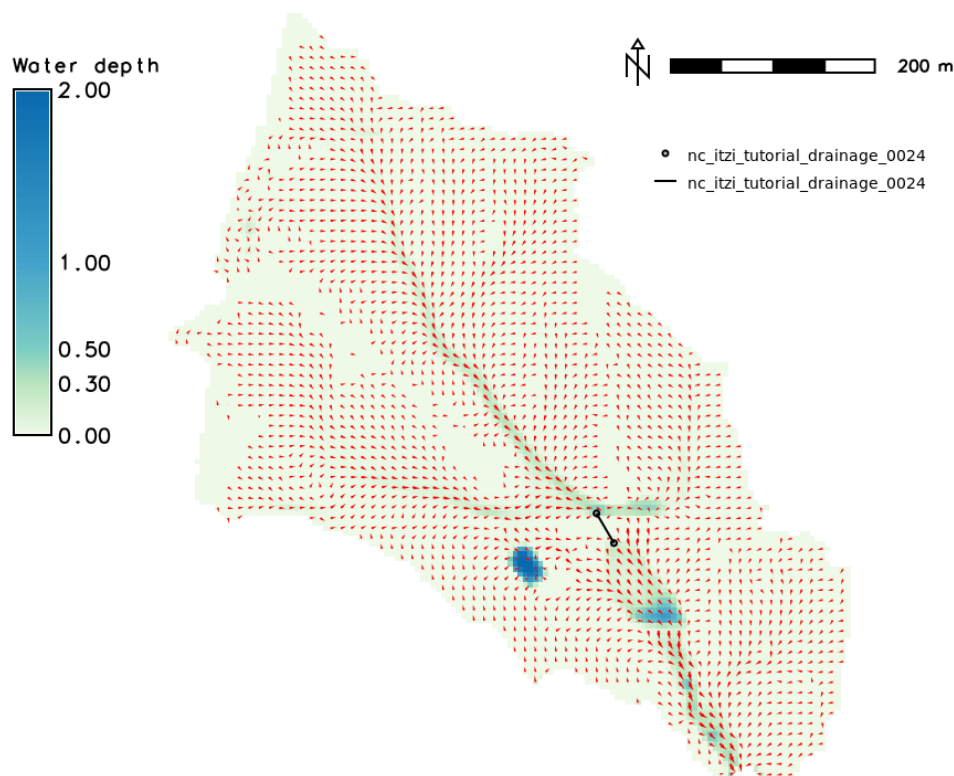 Water depth
2.00
1.00
0.50
0.30
0.00
N
200 m
nc_itzi_tutorial_drainage_0024
nc_itzi_tutorial_drainage_0024